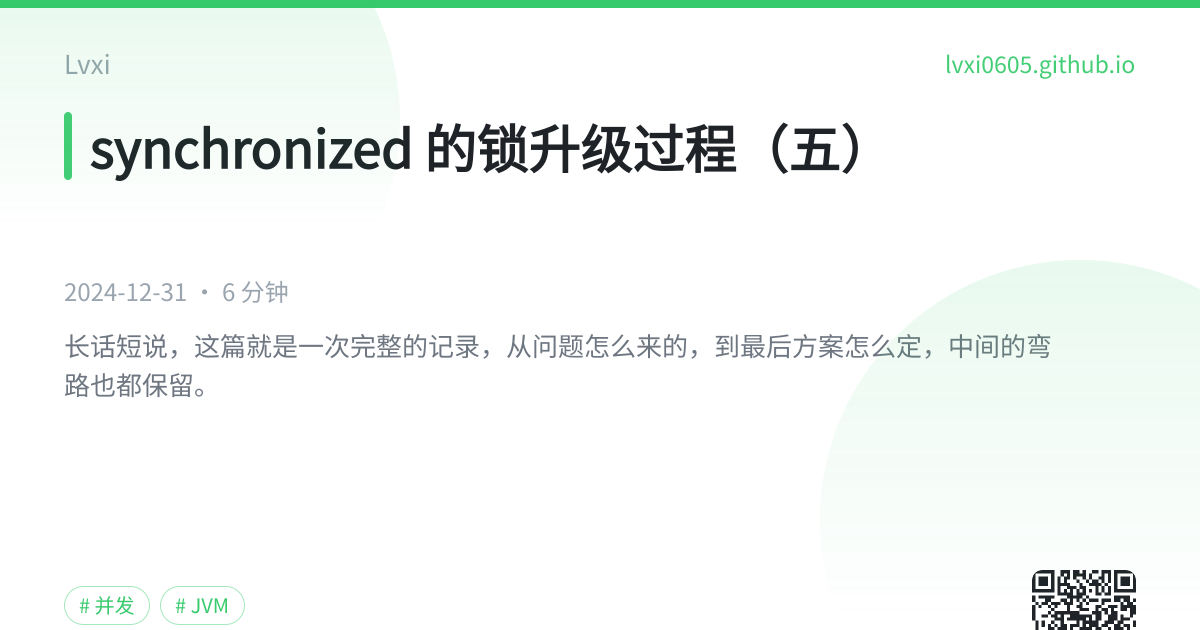 Lvxi
lvxi0605.github.io
synchronized 的锁升级过程（五）
2024-12-31 · 6 分钟
长话短说，这篇就是一次完整的记录，从问题怎么来的，到最后方案怎么定，中间的弯
路也都保留。
# 并发
# JVM